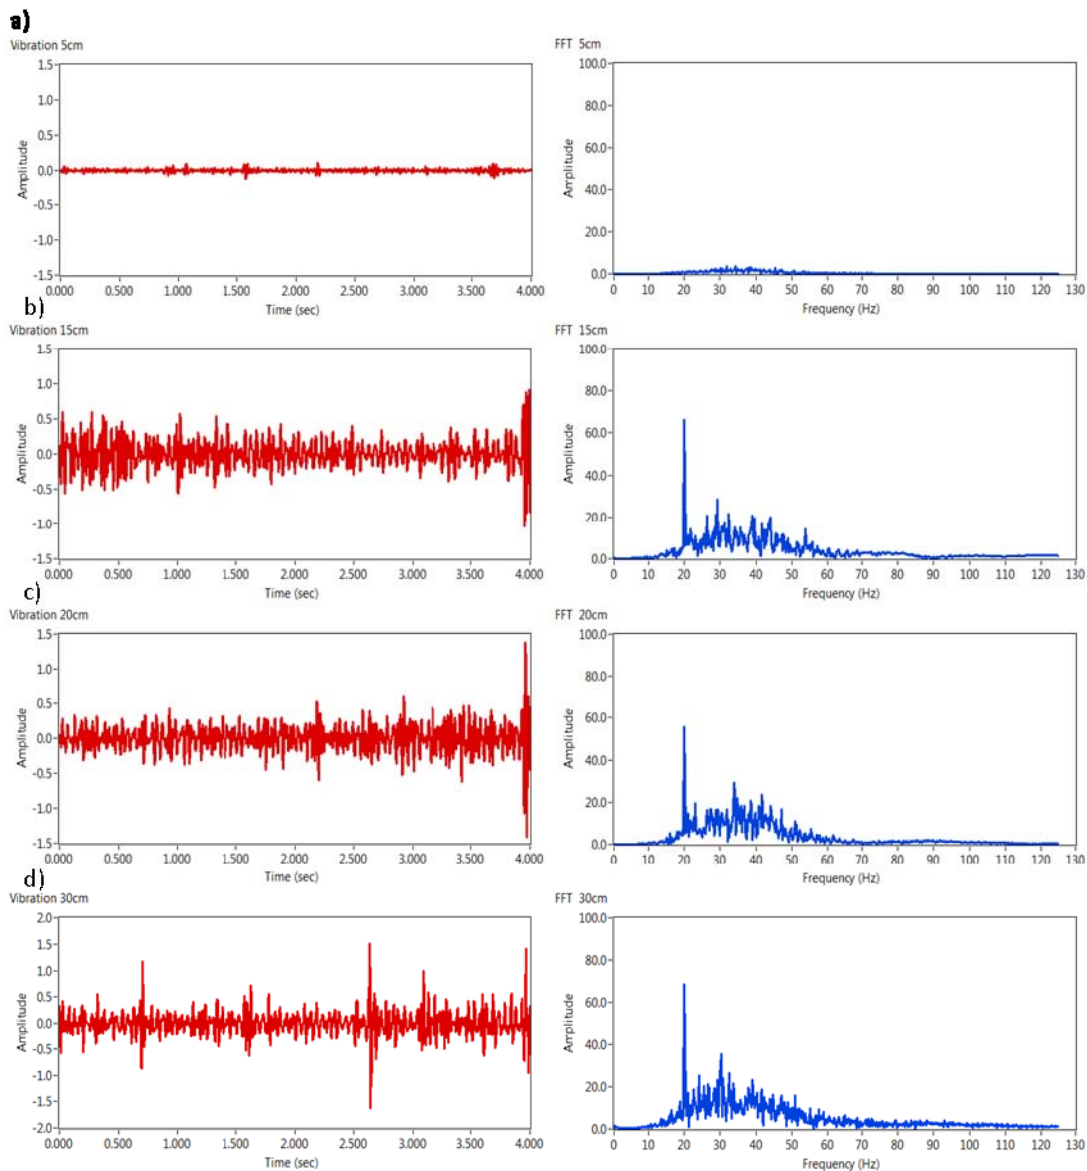 a)
Vibration 5cm
FFT 5cm
1.5
1.0
0.5
0.0
-0.5
-1.0
-1.5
Amplitude
0.000 0.500 1.000 1.500 2.000 2.500 3.000 3.500 4.000
Time (sec)
100.0
80.0
60.0
40.0
20.0
0.0
Amplitude
0 10 20 30 40 50 60 70 80 90 100 110 120 130
Frequency (Hz)
b)
Vibration 15cm
FFT 15cm
1.5
1.0
0.5
0.0
-0.5
-1.0
-1.5
Amplitude
0.000 0.500 1.000 1.500 2.000 2.500 3.000 3.500 4.000
Time (sec)
100.0
80.0
60.0
40.0
20.0
0.0
Amplitude
0 10 20 30 40 50 60 70 80 90 100 110 120 130
Frequency (Hz)
c)
Vibration 20cm
FFT 20cm
1.5
1.0
0.5
0.0
-0.5
-1.0
-1.5
Amplitude
0.000 0.500 1.000 1.500 2.000 2.500 3.000 3.500 4.000
Time (sec)
100.0
80.0
60.0
40.0
20.0
0.0
Amplitude
0 10 20 30 40 50 60 70 80 90 100 110 120 130
Frequency (Hz)
d)
Vibration 30cm
FFT 30cm
2.0
1.5
1.0
0.5
0.0
-0.5
-1.0
-1.5
-2.0
Amplitude
0.000 0.500 1.000 1.500 2.000 2.500 3.000 3.500 4.000
Time (sec)
100.0
80.0
60.0
40.0
20.0
0.0
Amplitude
0 10 20 30 40 50 60 70 80 90 100 110 120 130
Frequency (Hz)